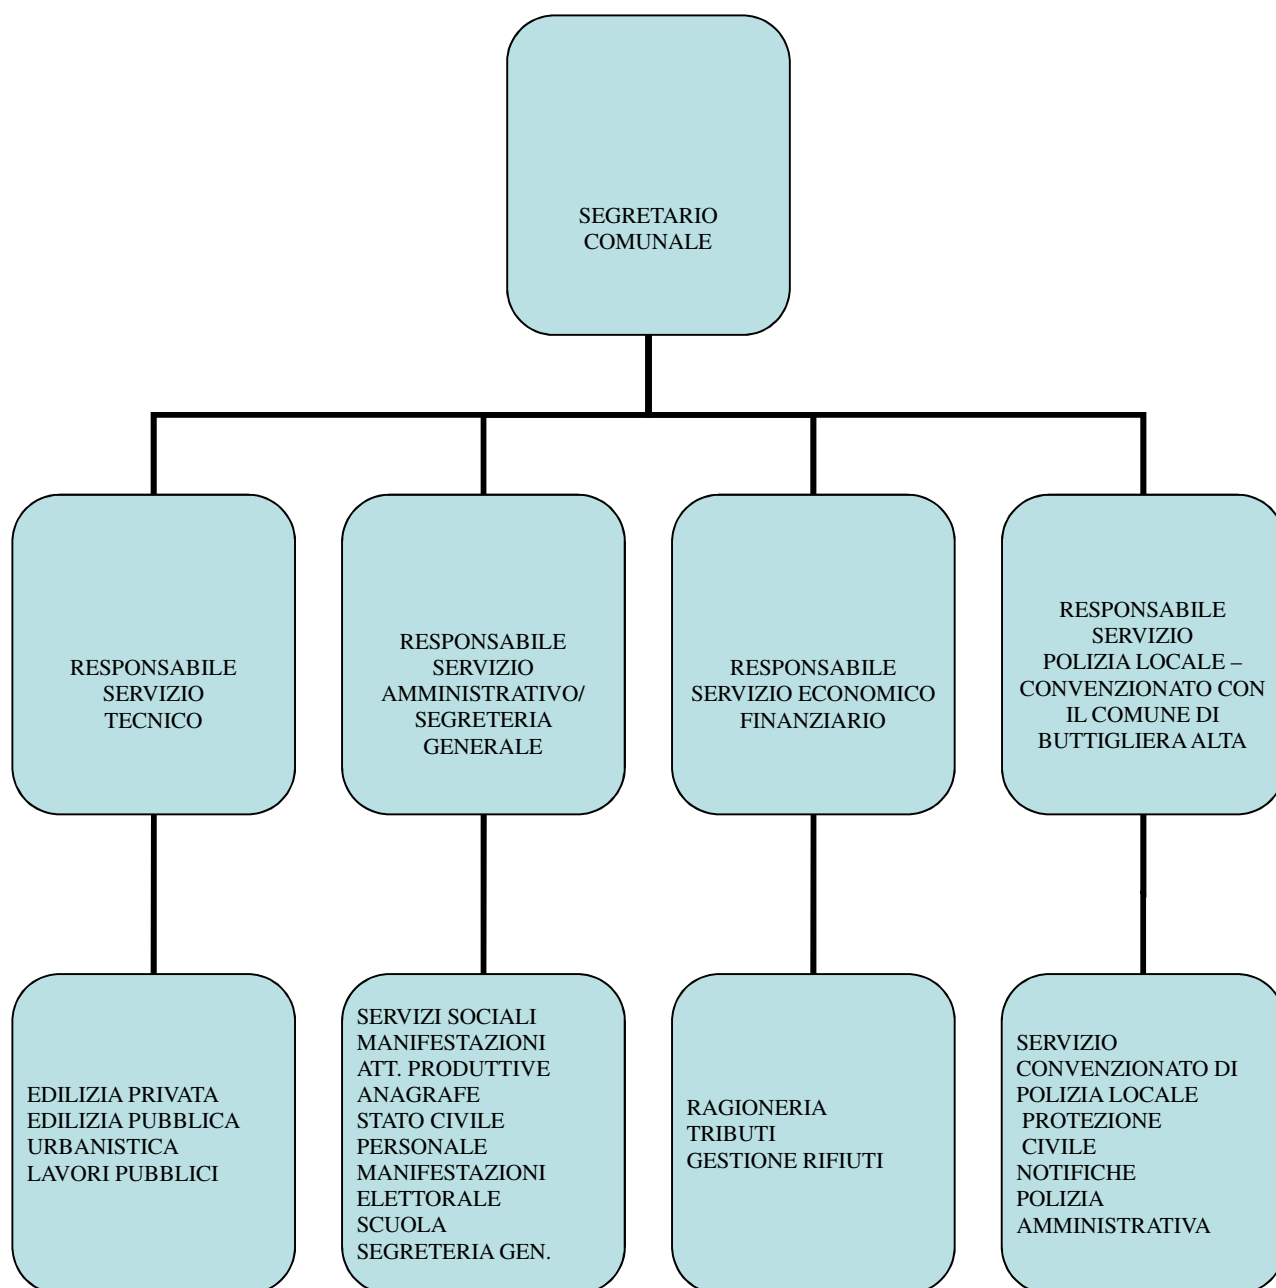 SEGRETARIO
COMUNALE
RESPONSABILE
SERVIZIO
TECNICO
RESPONSABILE
SERVIZIO
AMMINISTRATIVO/
SEGRETERIA
GENERALE
RESPONSABILE
SERVIZIO ECONOMICO
FINANZIARIO
RESPONSABILE
SERVIZIO
POLIZIA LOCALE –
CONVENZIONATO CON
IL COMUNE DI
BUTTIGLIERA ALTA
EDILIZIA PRIVATA
EDILIZIA PUBBLICA
URBANISTICA
LAVORI PUBBLICI
SERVIZI SOCIALI
MANIFESTAZIONI
ATT. PRODUTTIVE
ANAGRAFE
STATO CIVILE
PERSONALE
MANIFESTAZIONI
ELETTORALE
SCUOLA
SEGRETERIA GEN.
RAGIONERIA
TRIBUTI
GESTIONE RIFIUTI
SERVIZIO
CONVENZIONATO DI
POLIZIA LOCALE
PROTEZIONE
CIVILE
NOTIFICHE
POLIZIA
AMMINISTRATIVA